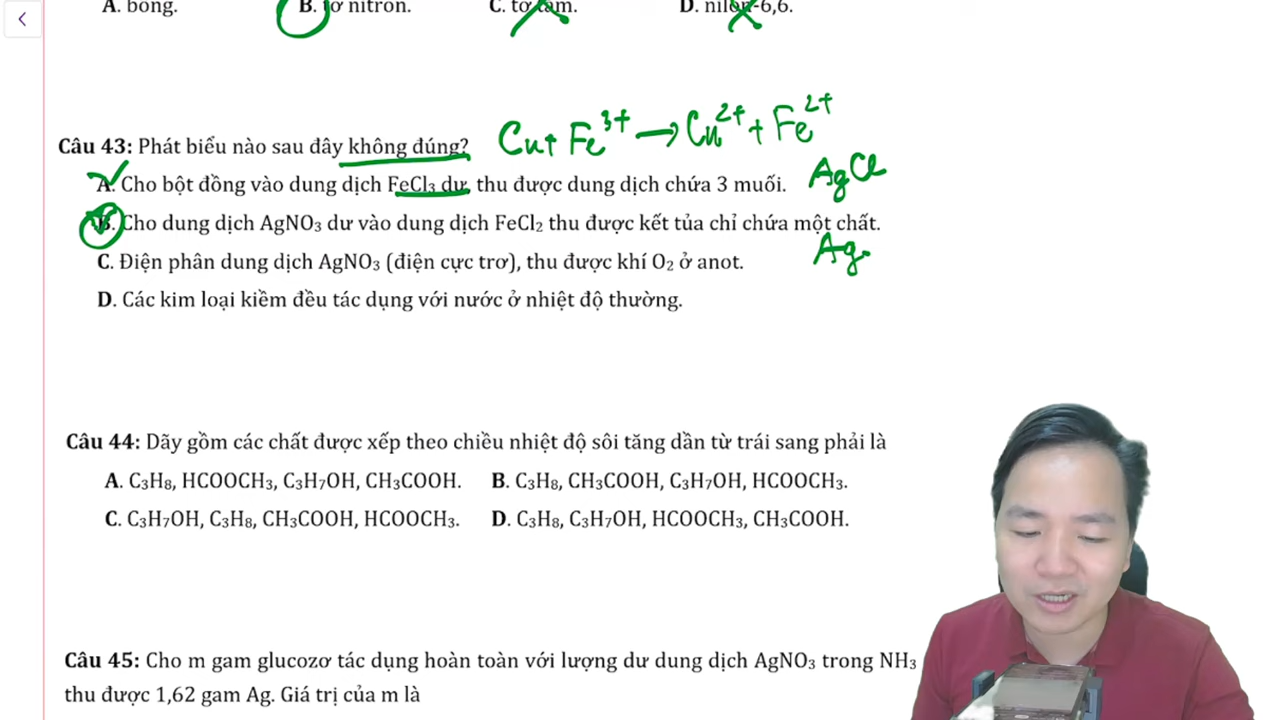 A. bông. B. tơ nitron. C. tơ tằm. D. nilon-6,6.
Cu + Fe³⁺ → Cu²⁺ + Fe²⁺
Câu 43: Phát biểu nào sau đây không đúng?
A. Cho bột đồng vào dung dịch FeCl₃ dư, thu được dung dịch chứa 3 muối.
AgCl
B. Cho dung dịch AgNO₃ dư vào dung dịch FeCl₂ thu được kết tủa chỉ chứa một chất.
Ag
C. Điện phân dung dịch AgNO₃ (điện cực trơ), thu được khí O₂ ở anot.
D. Các kim loại kiềm đều tác dụng với nước ở nhiệt độ thường.
Câu 44: Dãy gồm các chất được xếp theo chiều nhiệt độ sôi tăng dần từ trái sang phải là
A. C₃H₈, HCOOCH₃, C₃H₇OH, CH₃COOH. B. C₃H₈, CH₃COOH, C₃H₇OH, HCOOCH₃.
C. C₃H₇OH, C₃H₈, CH₃COOH, HCOOCH₃. D. C₃H₈, C₃H₇OH, HCOOCH₃, CH₃COOH.
Câu 45: Cho m gam glucozơ tác dụng hoàn toàn với lượng dư dung dịch AgNO₃ trong NH₃
thu được 1,62 gam Ag. Giá trị của m là